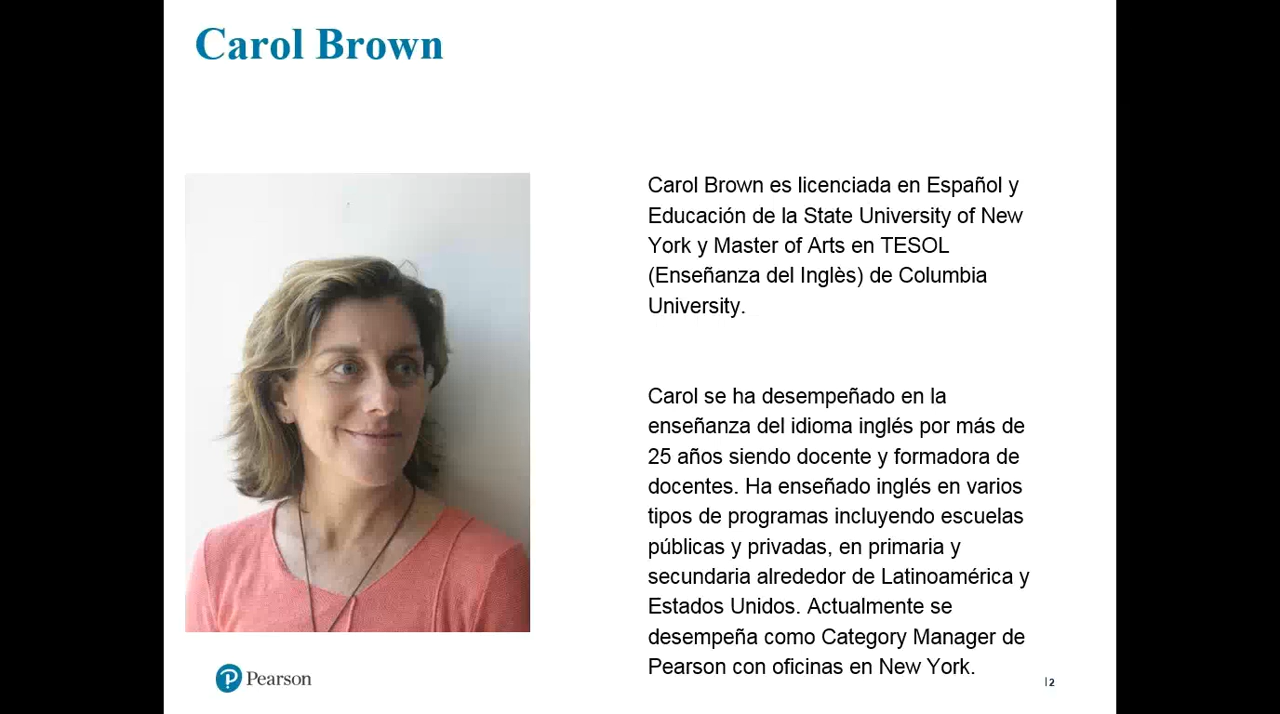 Carol Brown
Carol Brown es licenciada en Español y
Educación de la State University of New
York y Master of Arts en TESOL
(Enseñanza del Inglès) de Columbia
University.
Carol se ha desempeñado en la
enseñanza del idioma inglés por más de
25 años siendo docente y formadora de
docentes. Ha enseñado inglés en varios
tipos de programas incluyendo escuelas
públicas y privadas, en primaria y
secundaria alrededor de Latinoamérica y
Estados Unidos. Actualmente se
desempeña como Category Manager de
Pearson con oficinas en New York.
Pearson
| 2